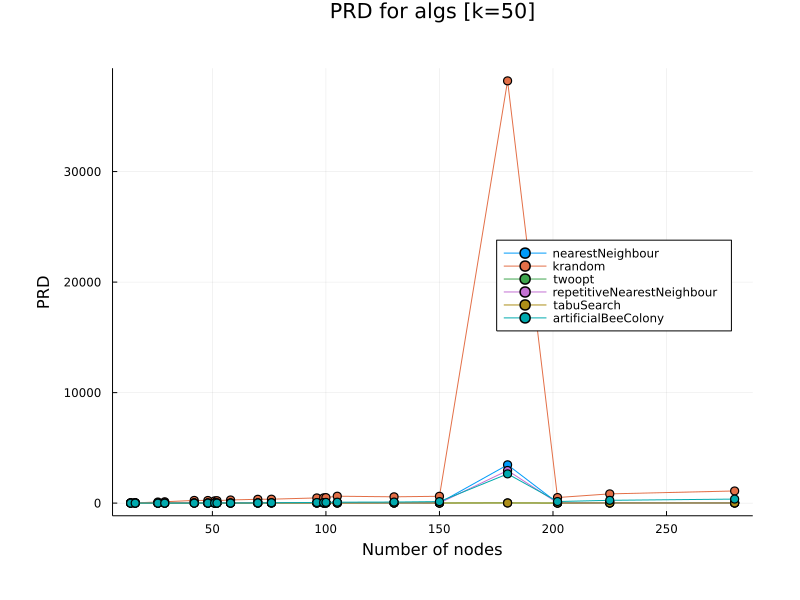 PRD for algs [k=50]
30000
20000
10000
0
PRD
50
100
150
200
250
Number of nodes
nearestNeighbour
krandom
twoopt
repetitiveNearestNeighbour
tabuSearch
artificialBeeColony